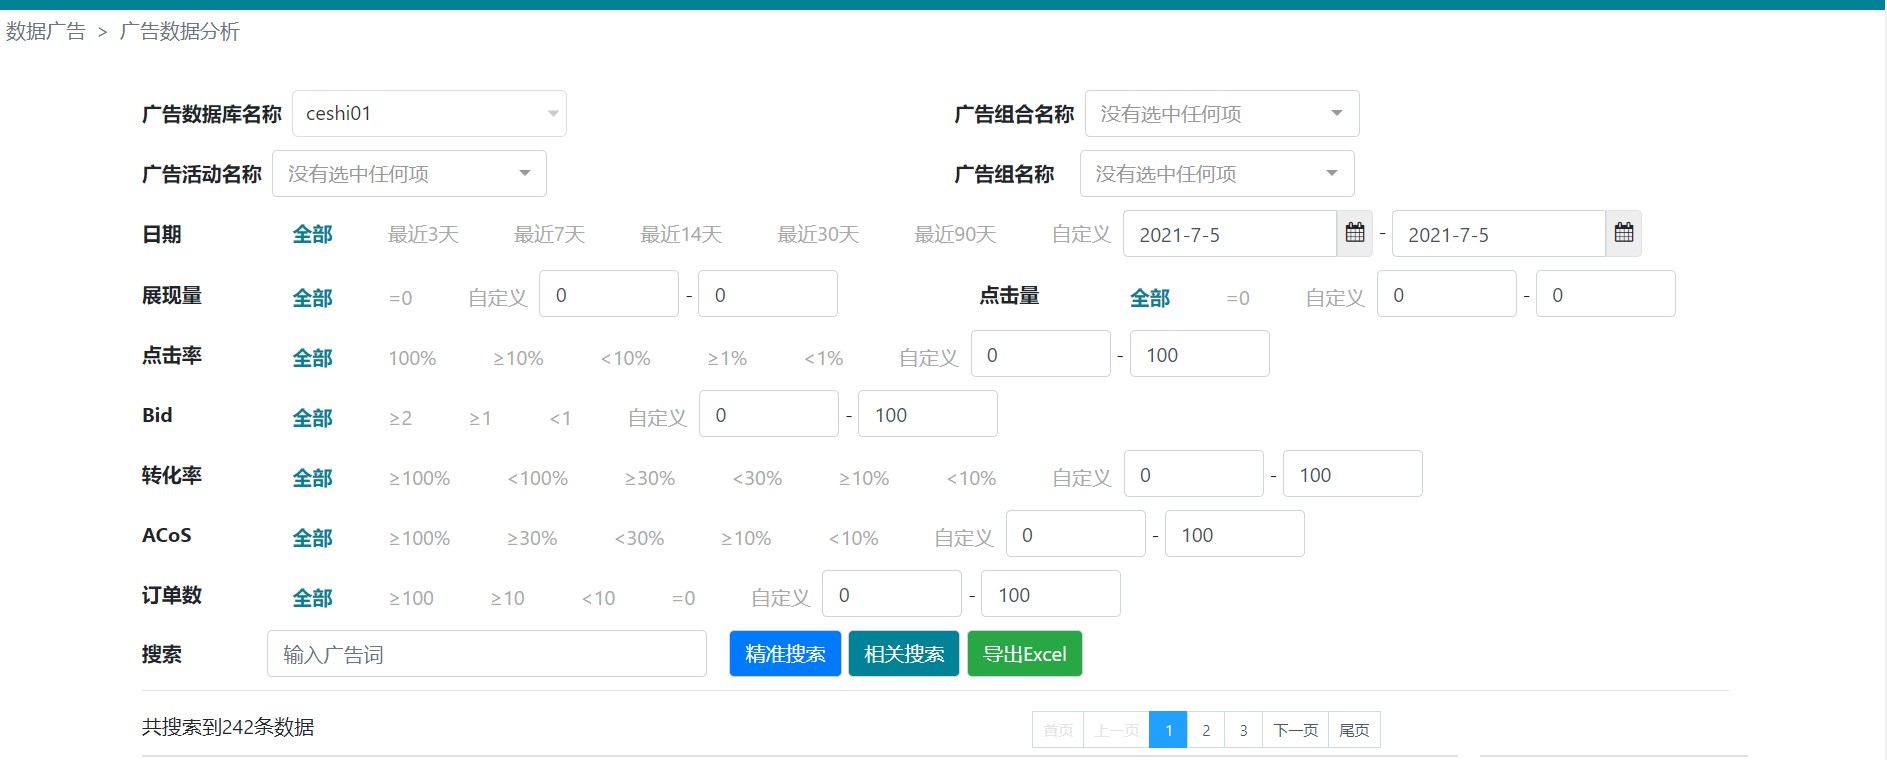 数据广告 > 广告数据分析
广告数据库名称 ceshi01 广告组合名称 没有选中任何项
广告活动名称 没有选中任何项 广告组名称 没有选中任何项
日期 全部 最近3天 最近7天 最近14天 最近30天 最近90天 自定义 2021-7-5 - 2021-7-5
展现量 全部 =0 自定义 0 - 0 点击量 全部 =0 自定义 0 - 0
点击率 全部 100% ≥10% <10% ≥1% <1% 自定义 0 - 100
Bid 全部 ≥2 ≥1 <1 自定义 0 - 100
转化率 全部 ≥100% <100% ≥30% <30% ≥10% <10% 自定义 0 - 100
ACoS 全部 ≥100% ≥30% <30% ≥10% <10% 自定义 0 - 100
订单数 全部 ≥100 ≥10 <10 =0 自定义 0 - 100
搜索 输入广告词 精准搜索 相关搜索 导出Excel
共搜索到242条数据 首页 上一页 1 2 3 下一页 尾页